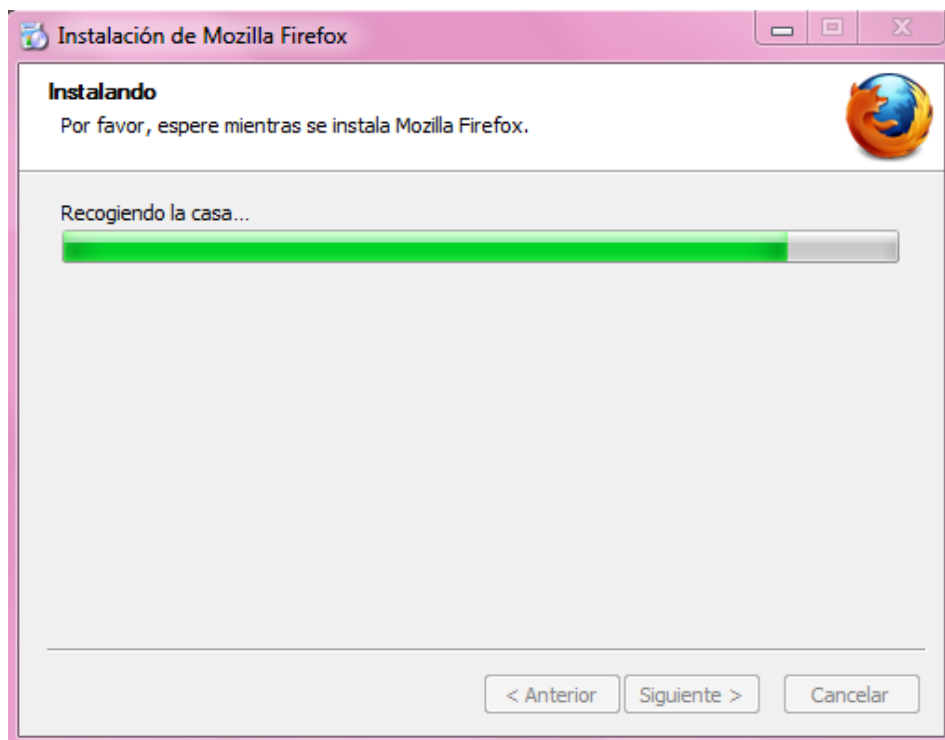 Instalación de Mozilla Firefox
Instalando
Por favor, espere mientras se instala Mozilla Firefox.
Recogiendo la casa...
< Anterior Siguiente > Cancelar